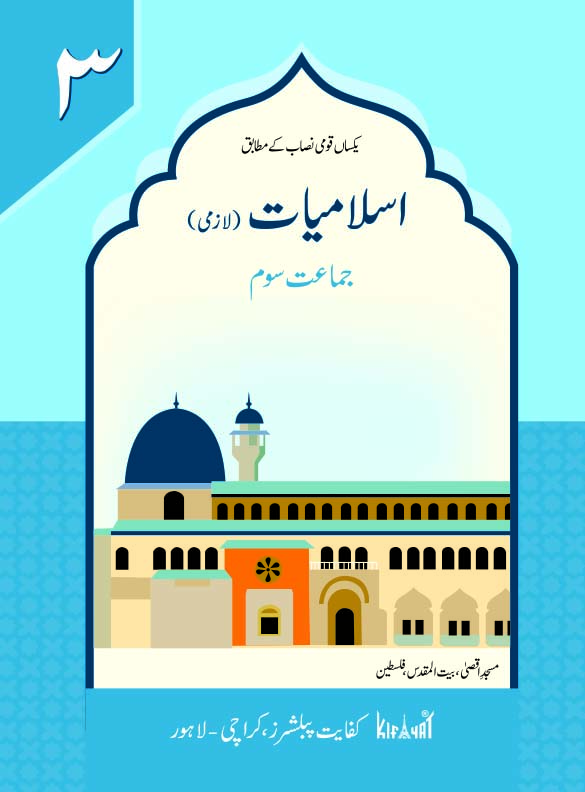 ۳
یکساں قومی نصاب کے مطابق
اسلامیات (لازمی)
جماعت سوم
مسجدِ اقصیٰ، بیت المقدس، فلسطین
KIFAYAT® کفایت پبلشرز، کراچی - لاہور